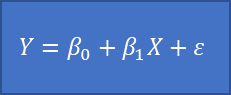 Y = β₀ + β₁X + ε